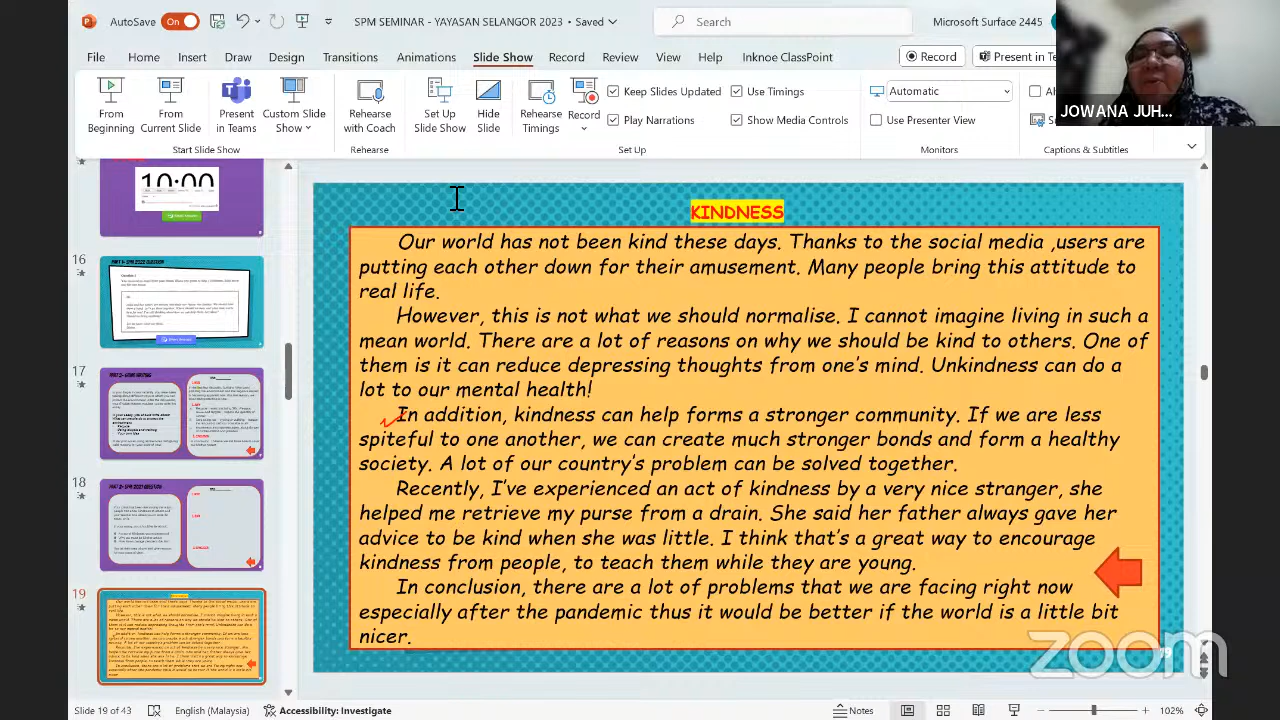 AutoSave On SPM SEMINAR - YAYASAN SELANGOR 2023 • Saved Search Microsoft Surface 2445
File Home Insert Draw Design Transitions Animations Slide Show Record Review View Help Inknoe ClassPoint Record Present in Te
From Beginning
From Current Slide
Present in Teams
Custom Slide Show
Rehearse with Coach
Set Up Slide Show
Hide Slide
Rehearse Timings
Record
Keep Slides Updated
Use Timings
Play Narrations
Show Media Controls
Automatic
Use Presenter View
Start Slide Show Rehearse Set Up Monitors Captions & Subtitles
JOWANA JUH...
10:00
16
17
18
19
KINDNESS
Our world has not been kind these days. Thanks to the social media ,users are
putting each other down for their amusement. Many people bring this attitude to
real life.
However, this is not what we should normalise. I cannot imagine living in such a
mean world. There are a lot of reasons on why we should be kind to others. One of
them is it can reduce depressing thoughts from one's mind. Unkindness can do a
lot to our mental health!
In addition, kindness can help forms a stronger community. If we are less
spiteful to one another, we can create much stronger bonds and form a healthy
society. A lot of our country's problem can be solved together.
Recently, I've experienced an act of kindness by a very nice stranger, she
helped me retrieve my purse from a drain. She said her father always gave her
advice to be kind when she was little. I think that's a great way to encourage
kindness from people, to teach them while they are young.
In conclusion, there are a lot of problems that we are facing right now
especially after the pandemic thus it would be better if the world is a little bit
nicer.
zoom
Slide 19 of 43 English (Malaysia) Accessibility: Investigate Notes 102%